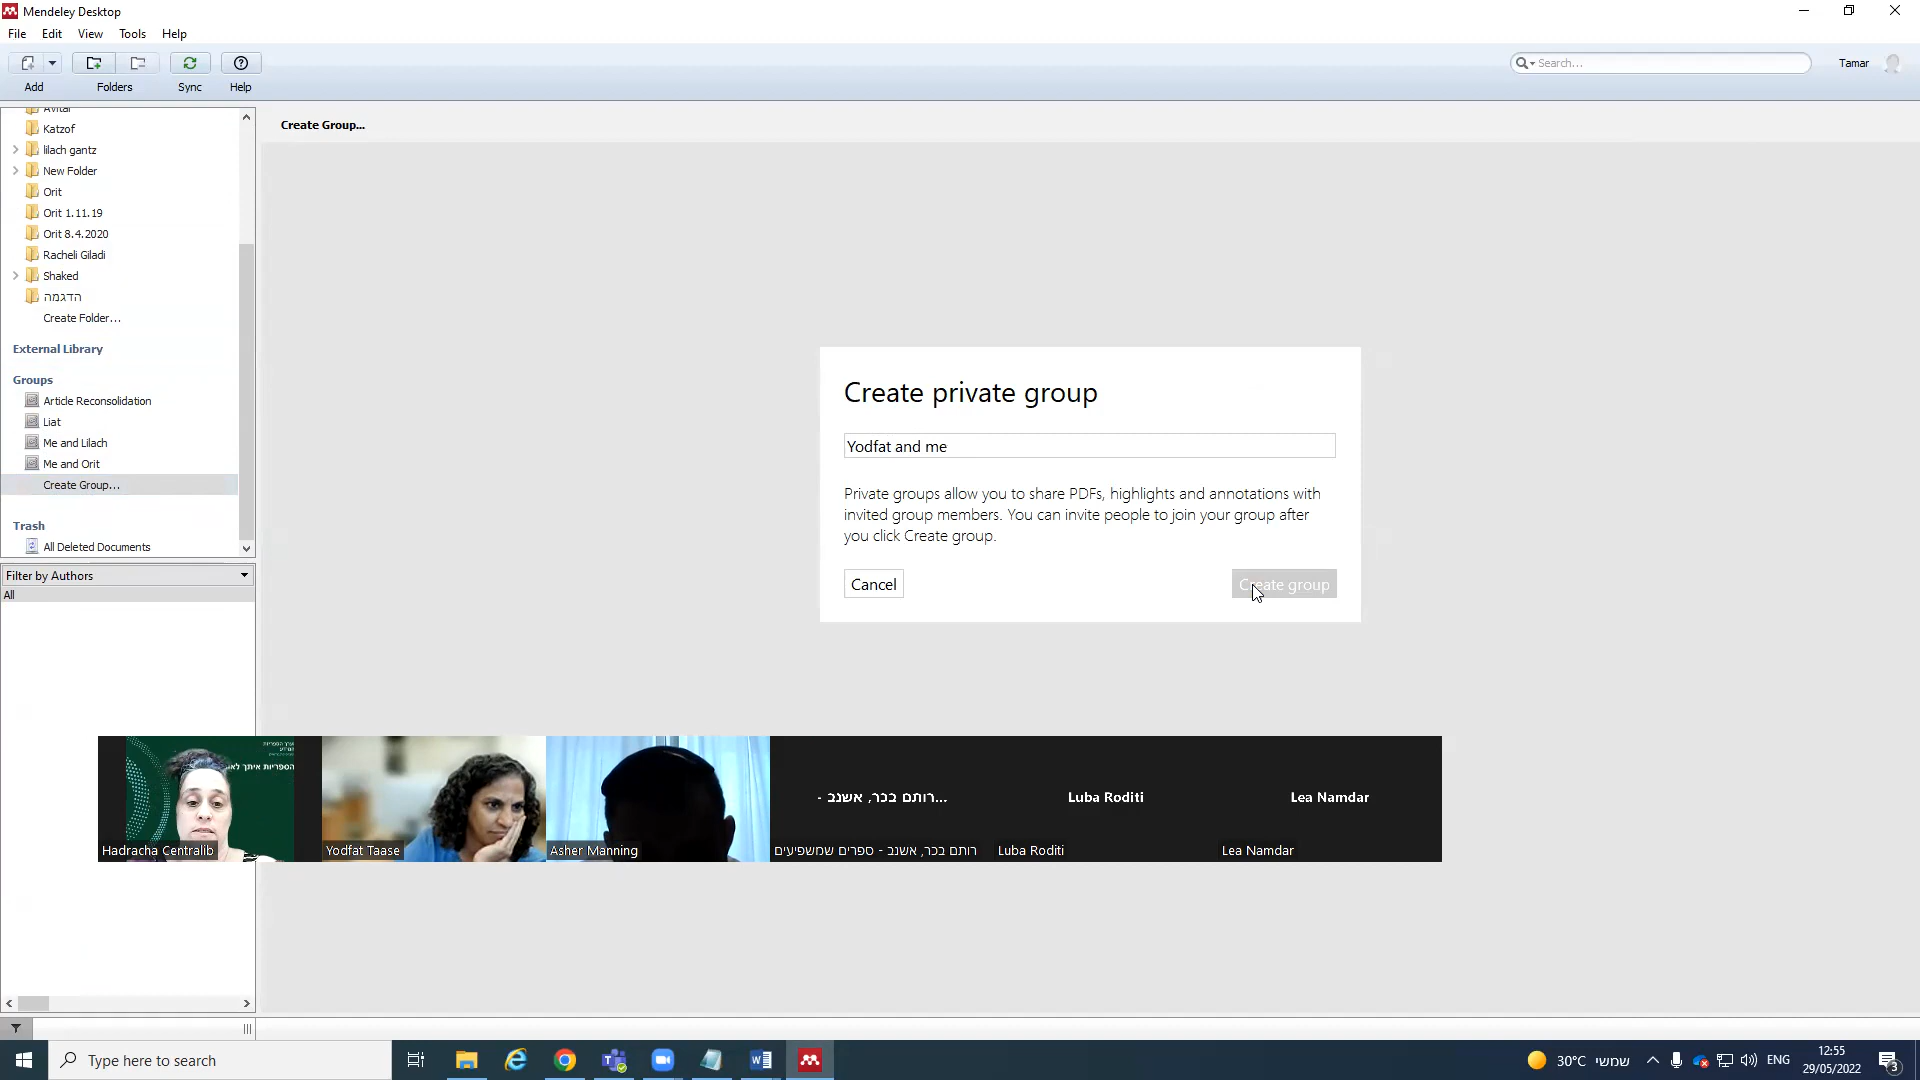 Mendeley Desktop
File Edit View Tools Help
Add Folders Sync Help
Search...
Tamar
Avital
Katzof
lilach gantz
New Folder
Orit
Orit 1.11.19
Orit 8.4.2020
Racheli Giladi
Shaked
הדגמה
Create Folder...
External Library
Groups
Article Reconsolidation
Liat
Me and Lilach
Me and Orit
Create Group...
Trash
All Deleted Documents
Filter by Authors
All
Create Group...
Create private group
Yodfat and me
Private groups allow you to share PDFs, highlights and annotations with
invited group members. You can invite people to join your group after
you click Create group.
Cancel
Create group
Hadracha Centralib
Yodfat Taase
Asher Manning
רותם בכר, אשנב - ...
רותם בכר, אשנב - ספרים שמשפיעים
Luba Roditi
Luba Roditi
Lea Namdar
Lea Namdar
Type here to search
30°C שמשי
ENG
12:55
29/05/2022
3